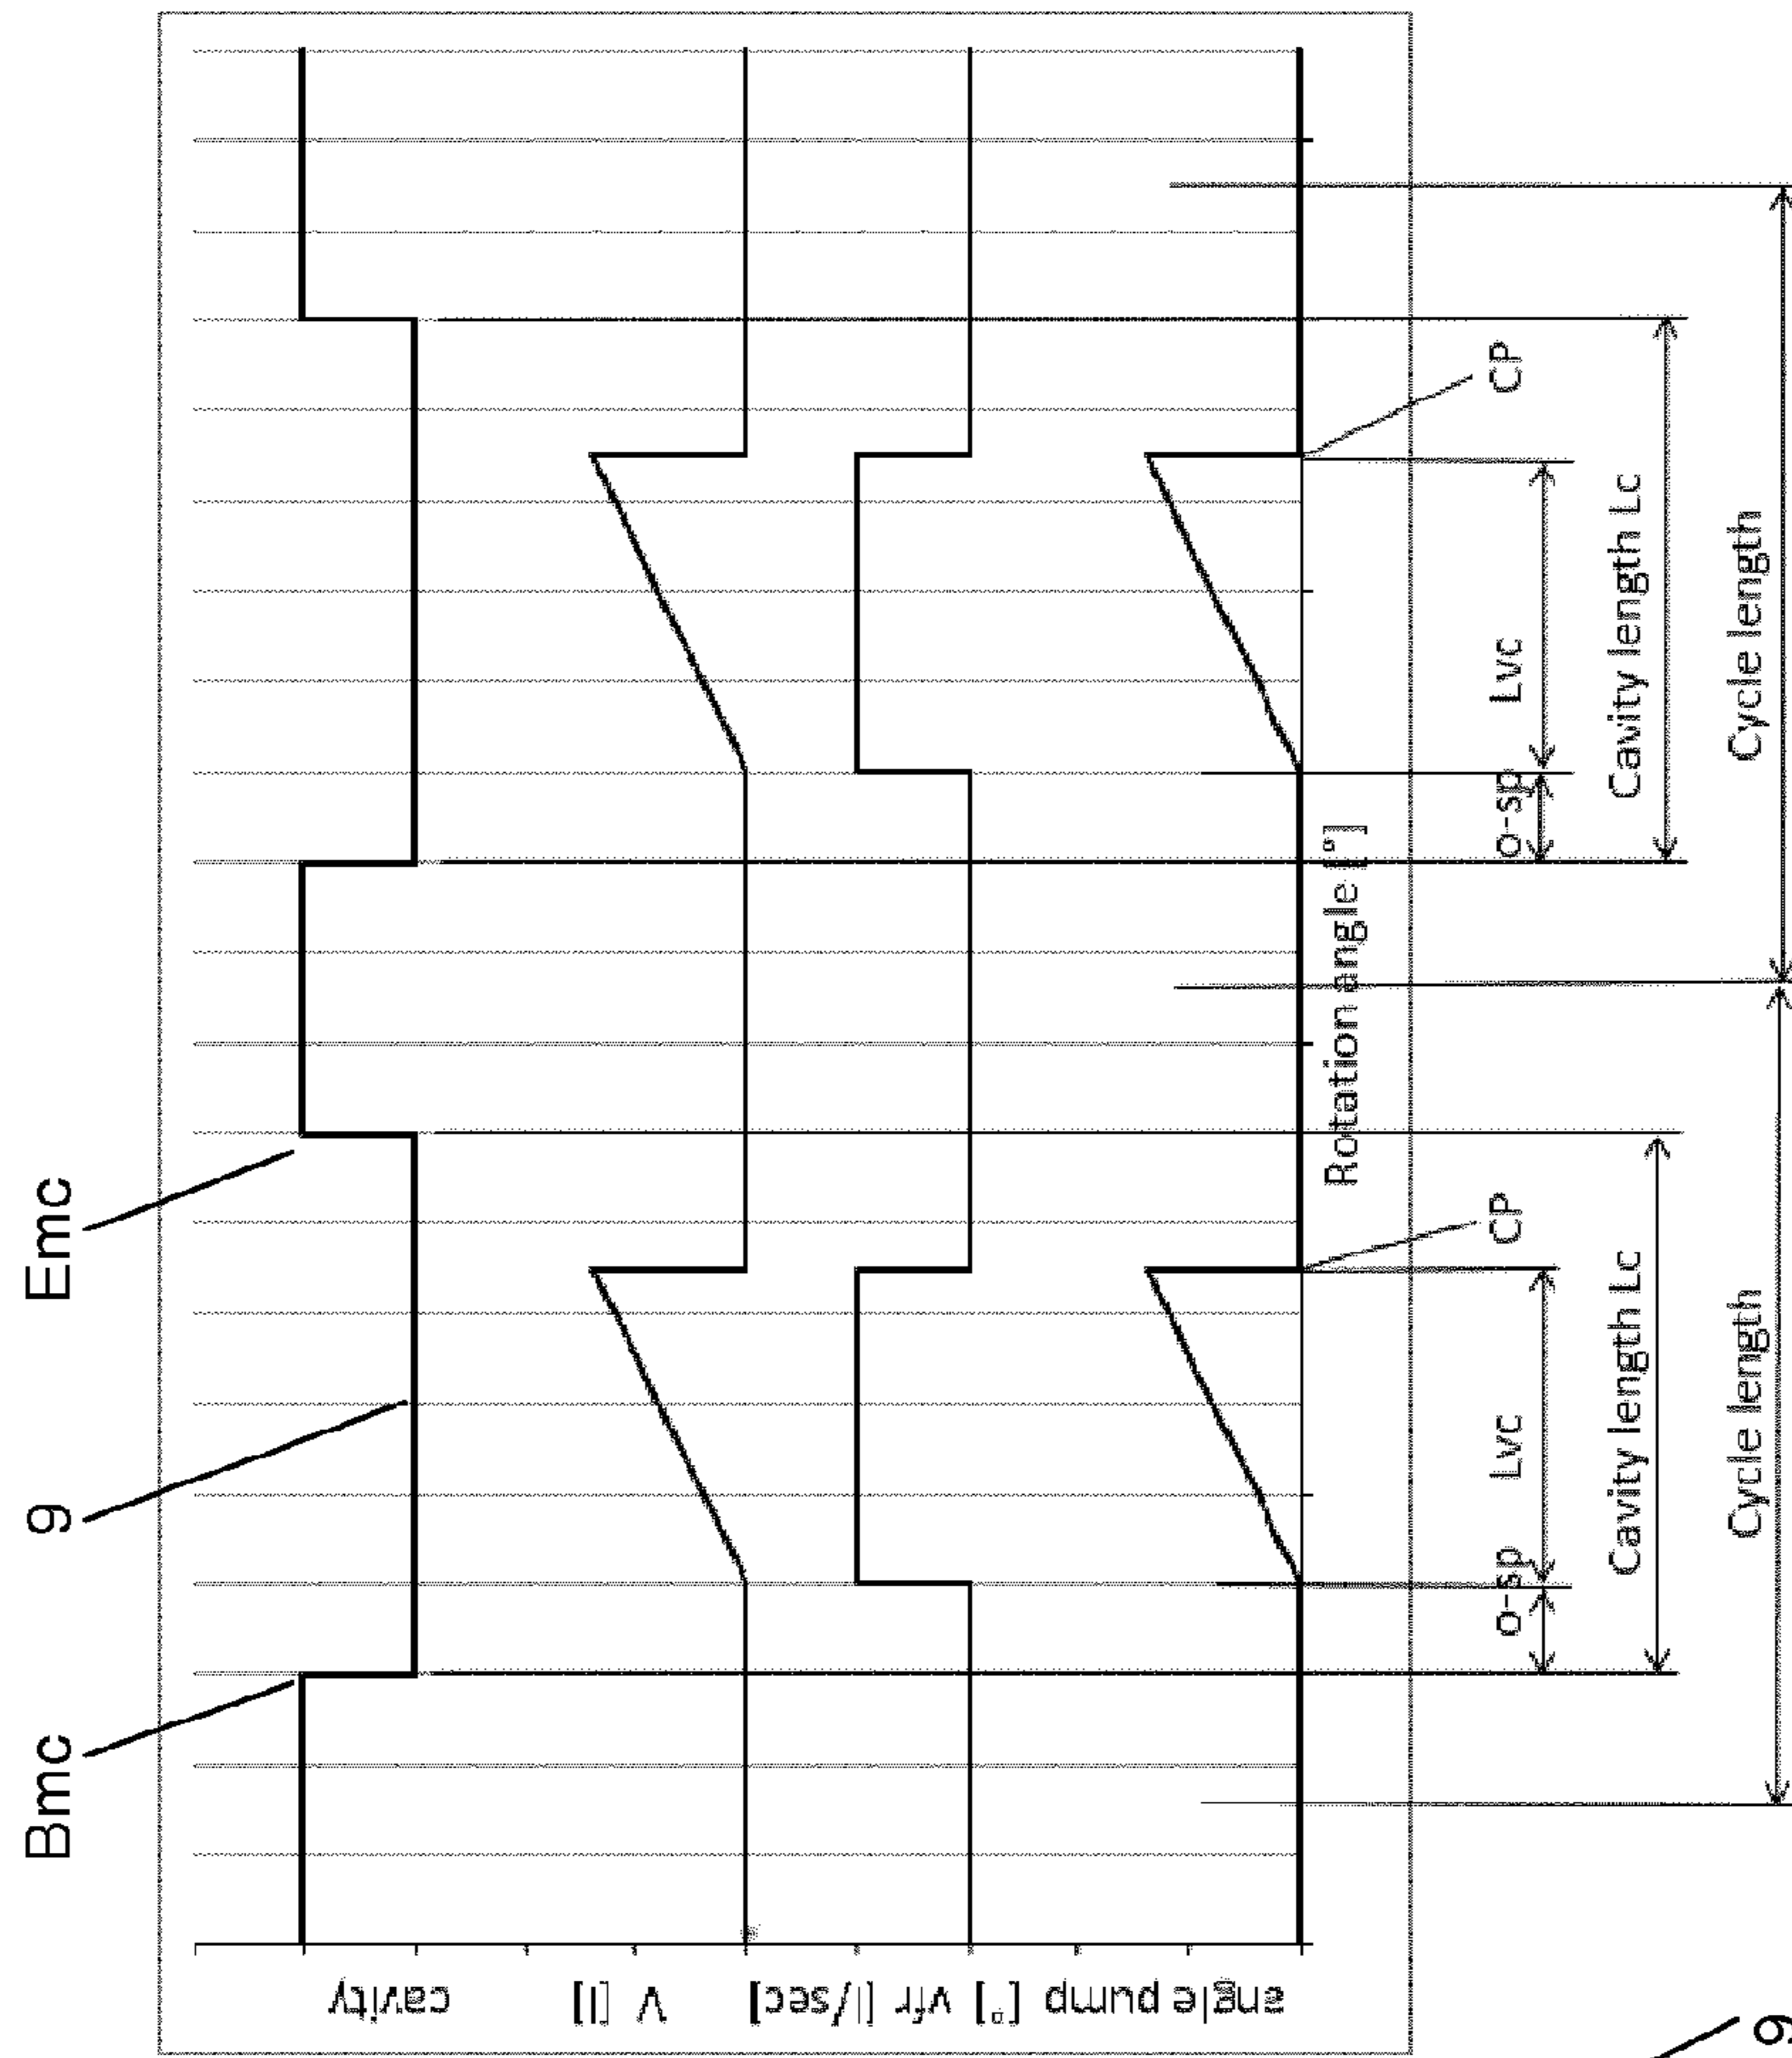 Bmc
9
Emc
cavity
V [l]
vfr [l/sec]
angle pump [°]
Rotation angle [°]
CP
CP
o-sp
Lvc
o-sp
Lvc
Cavity length Lc
Cavity length Lc
Cycle length
Cycle length
9